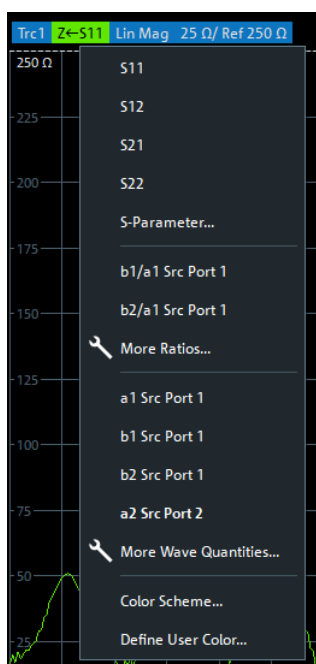 Trc1 Z←S11 Lin Mag 25 Ω/ Ref 250 Ω
250 Ω
S11
S12
225
S21
200
S22
S-Parameter...
175
b1/a1 Src Port 1
150
b2/a1 Src Port 1
More Ratios...
125
a1 Src Port 1
100
b1 Src Port 1
b2 Src Port 1
75
a2 Src Port 2
More Wave Quantities...
50
Color Scheme...
25
Define User Color...